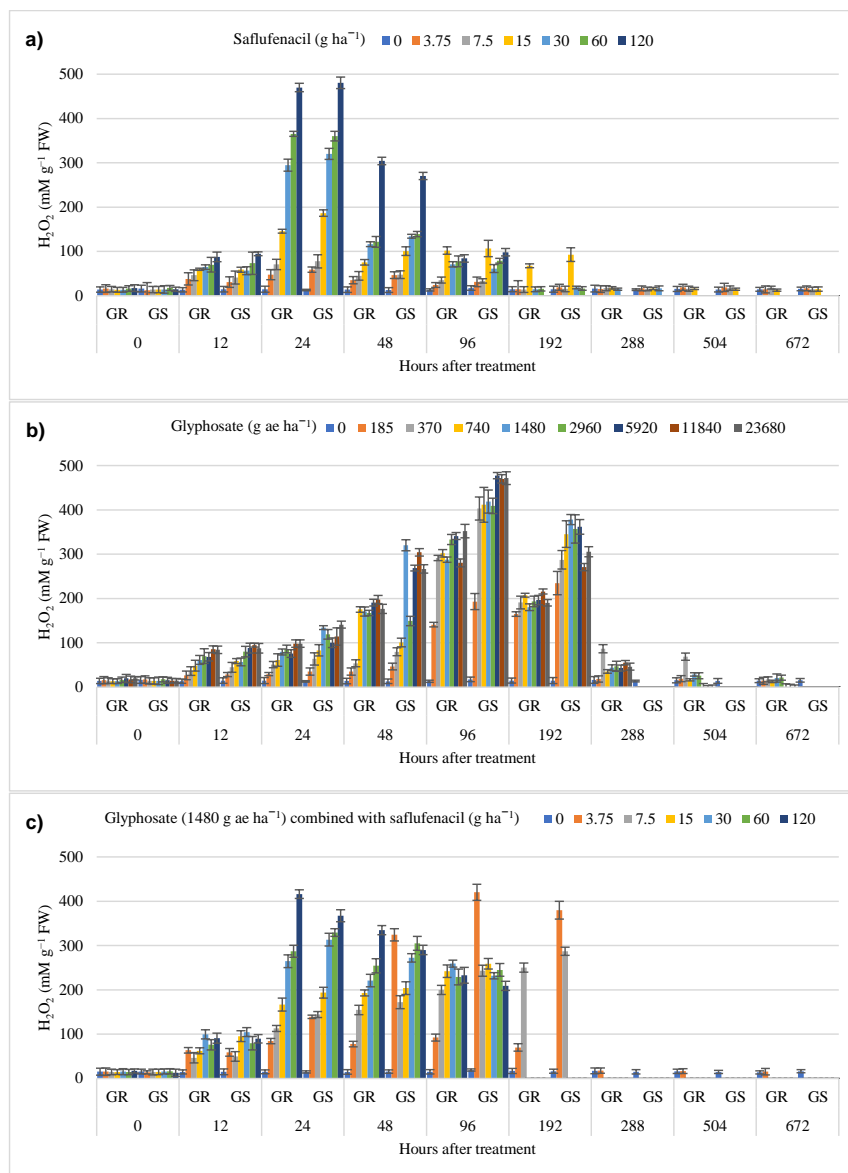 a)
Saflufenacil (g ha⁻¹) 0 3.75 7.5 15 30 60 120
500
400
300
200
100
0
H₂O₂ (mM g⁻¹ FW)
GR GS GR GS GR GS GR GS GR GS GR GS GR GS GR GS GR GS
0 12 24 48 96 192 288 504 672
Hours after treatment
b)
Glyphosate (g ae ha⁻¹) 0 185 370 740 1480 2960 5920 11840 23680
500
400
300
200
100
0
H₂O₂ (mM g⁻¹ FW)
GR GS GR GS GR GS GR GS GR GS GR GS GR GS GR GS GR GS
0 12 24 48 96 192 288 504 672
Hours after treatment
c)
Glyphosate (1480 g ae ha⁻¹) combined with saflufenacil (g ha⁻¹) 0 3.75 7.5 15 30 60 120
500
400
300
200
100
0
H₂O₂ (mM g⁻¹ FW)
GR GS GR GS GR GS GR GS GR GS GR GS GR GS GR GS GR GS
0 12 24 48 96 192 288 504 672
Hours after treatment